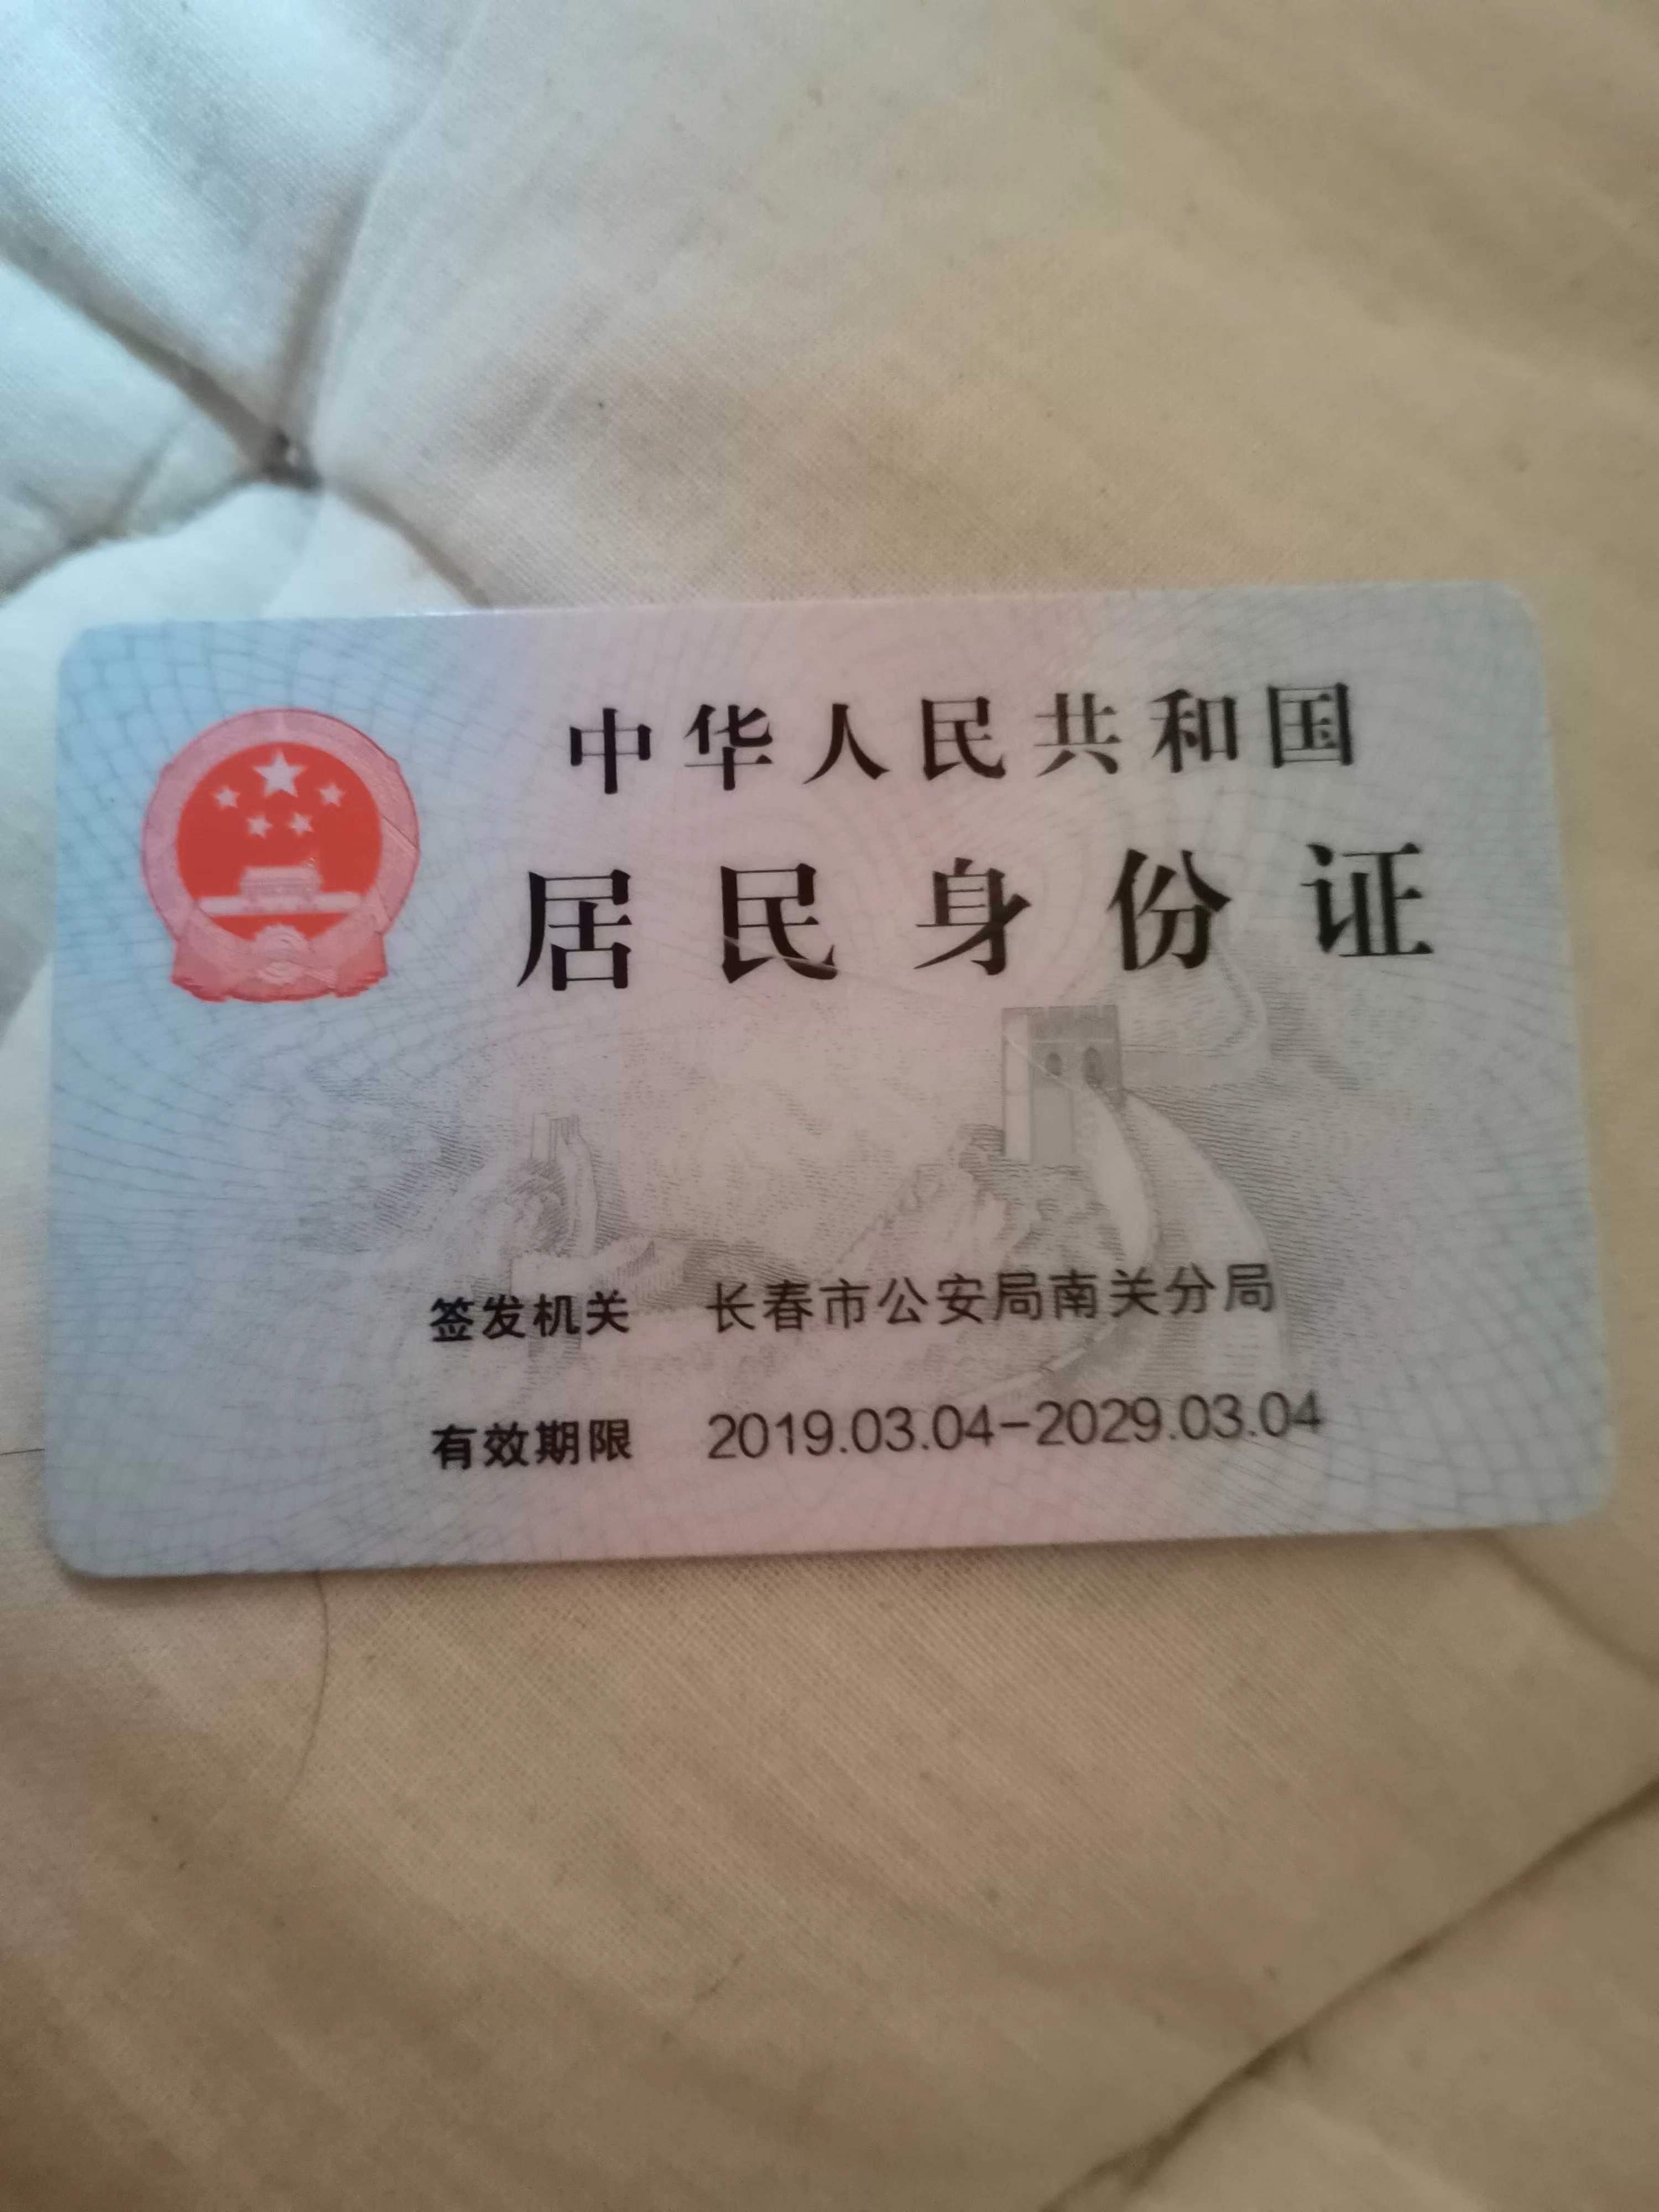 中华人民共和国
居民身份证
签发机关 长春市公安局南关分局
有效期限 2019.03.04-2029.03.04